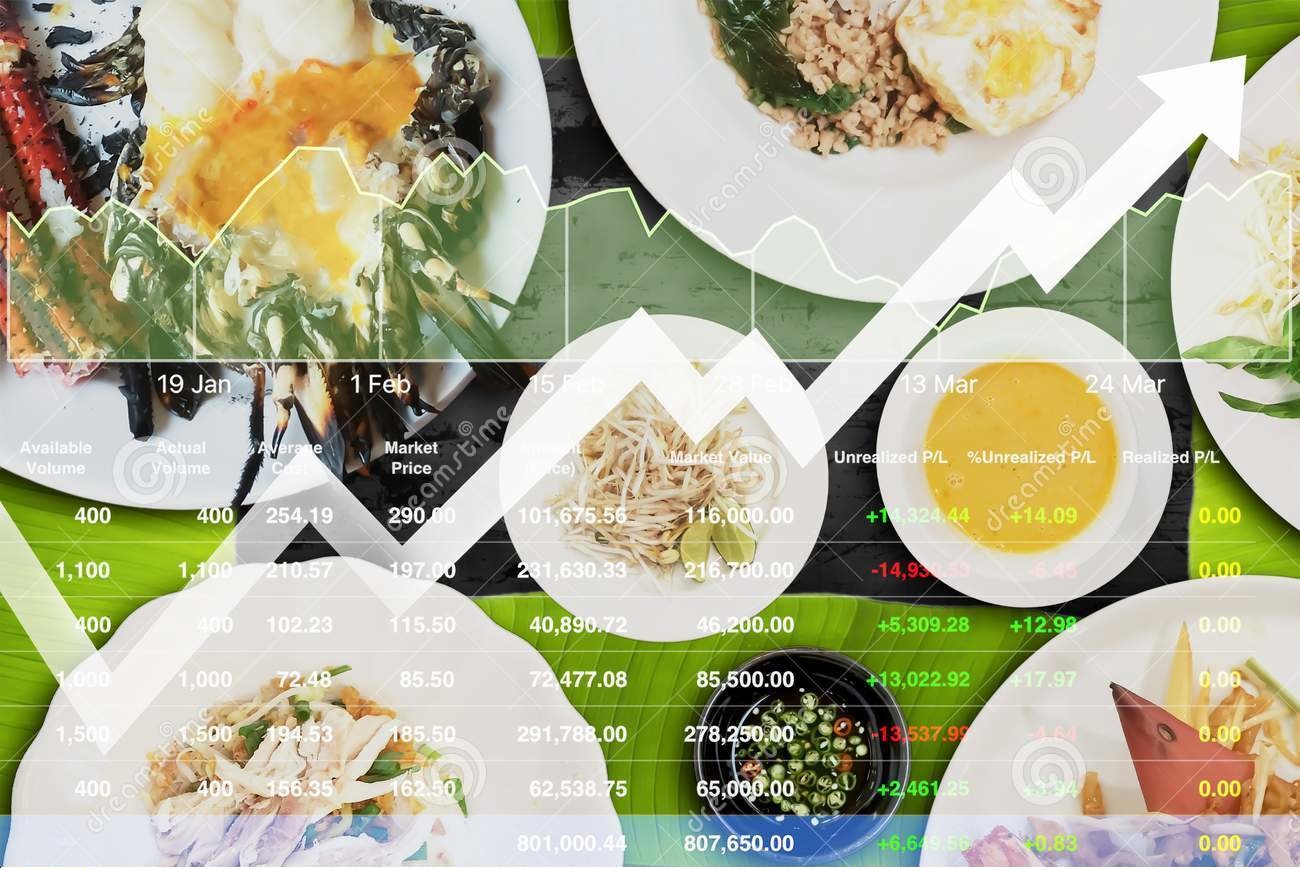 19 Jan 1 Feb 15 Feb 28 Feb 13 Mar 24 Mar
Available Actual Average Market
Volume Volume Cost Price Market Value Unrealized P/L %Unrealized P/L Realized P/L
400 400 254.19 290.00 101,675.56 116,000.00 +14,324.44 +14.09 0.00
1,100 1,100 210.57 197.00 231,630.33 216,700.00 -14,930.33 -6.45 0.00
400 400 102.23 115.50 40,890.72 46,200.00 +5,309.28 +12.98 0.00
1,000 1,000 72.48 85.50 72,477.08 85,500.00 +13,022.92 +17.97 0.00
1,500 1,500 194.53 185.50 291,788.00 278,250.00 -13,537.99 -4.64 0.00
400 400 156.35 162.50 62,538.75 65,000.00 +2,461.25 +3.94 0.00
801,000.44 807,650.00 +6,649.56 +0.83 0.00
dreamstime